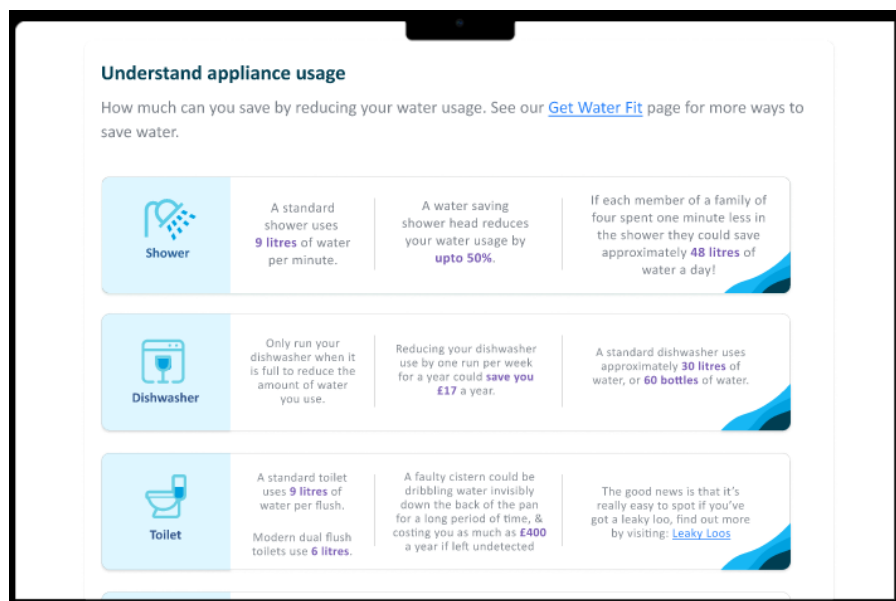 Understand appliance usage
How much can you save by reducing your water usage. See our Get Water Fit page for more ways to
save water.
Shower
A standard
shower uses
9 litres of water
per minute.
A water saving
shower head reduces
your water usage by
upto 50%.
If each member of a family of
four spent one minute less in
the shower they could save
approximately 48 litres of
water a day!
Dishwasher
Only run your
dishwasher when it
is full to reduce the
amount of water
you use.
Reducing your dishwasher
use by one run per week
for a year could save you
£17 a year.
A standard dishwasher uses
approximately 30 litres of
water, or 60 bottles of water.
Toilet
A standard toilet
uses 9 litres of
water per flush.
Modern dual flush
toilets use 6 litres.
A faulty cistern could be
dribbling water invisibly
down the back of the pan
for a long period of time, &
costing you as much as £400
a year if left undetected
The good news is that it's
really easy to spot if you've
got a leaky loo, find out more
by visiting: Leaky Loos